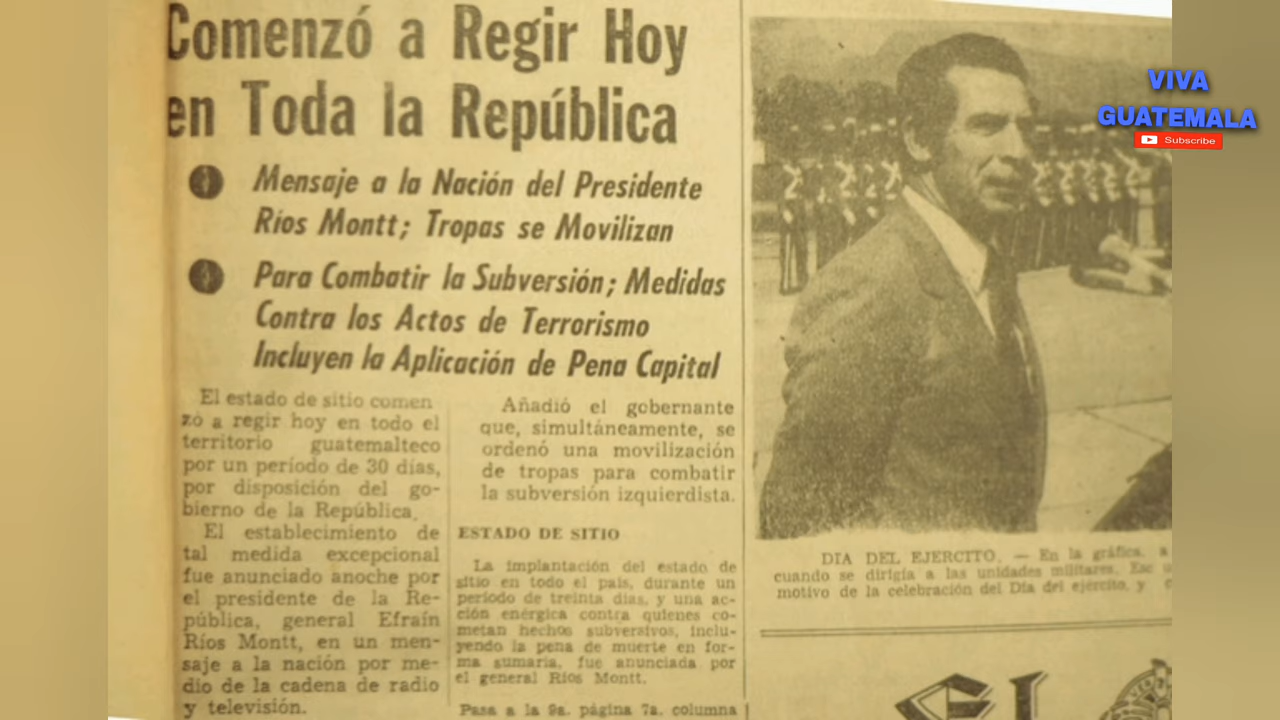 Comenzó a Regir Hoy
en Toda la República
Mensaje a la Nación del Presidente
Ríos Montt; Tropas se Movilizan
Para Combatir la Subversión; Medidas
Contra los Actos de Terrorismo
Incluyen la Aplicación de Pena Capital
El estado de sitio comen
zó a regir hoy en todo el
territorio guatemalteco
por un período de 30 días,
por disposición del go-
bierno de la República.
El establecimiento de
tal medida excepcional
fue anunciado anoche por
el presidente de la Re-
pública, general Efraín
Ríos Montt, en un men-
saje a la nación por me-
dio de la cadena de radio
y televisión.
Añadió el gobernante
que, simultáneamente, se
ordenó una movilización
de tropas para combatir
la subversión izquierdista.
ESTADO DE SITIO
La implantación del estado de
sitio en todo el país, durante un
período de treinta días, y una ac-
ción enérgica contra quienes co-
metan hechos subversivos, inclu-
yendo la pena de muerte en for-
ma sumaria, fue anunciada por
el general Ríos Montt.
Pasa a la 9a. página 7a. columna
VIVA
GUATEMALA
Subscribe
DIA DEL EJERCITO. — En la gráfica, a
cuando se dirigía a las unidades militares.
motivo de la celebración del Día del ejército, y
El